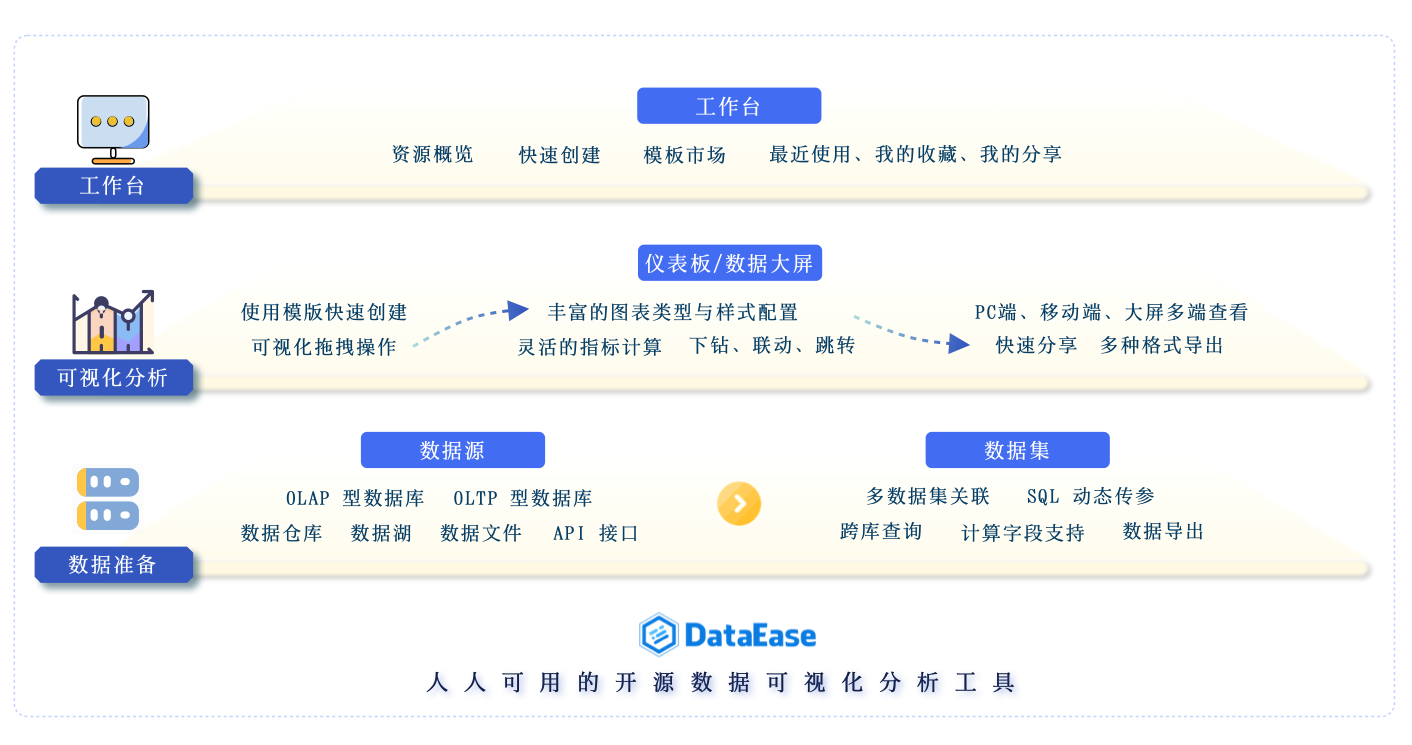 工作台
资源概览 快速创建 模板市场 最近使用、我的收藏、我的分享
工作台
仪表板/数据大屏
使用模版快速创建 丰富的图表类型与样式配置 PC端、移动端、大屏多端查看
可视化拖拽操作 灵活的指标计算 下钻、联动、跳转 快速分享 多种格式导出
可视化分析
数据源 数据集
OLAP 型数据库 OLTP 型数据库 多数据集关联 SQL 动态传参
数据仓库 数据湖 数据文件 API 接口 跨库查询 计算字段支持 数据导出
数据准备
DataEase
人人可用的开源数据可视化分析工具